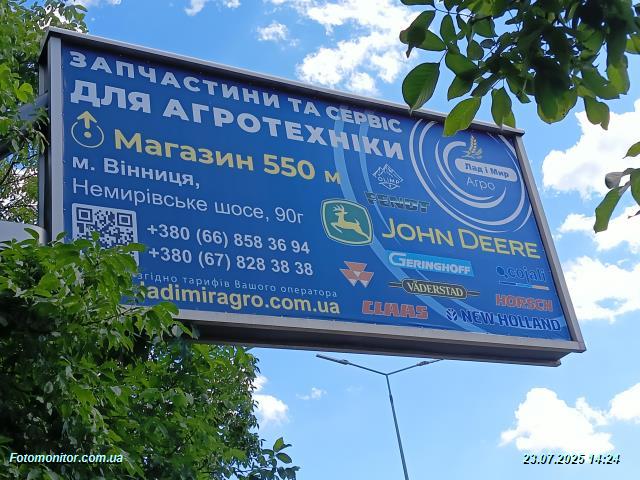 ЗАПЧАСТИНИ ТА СЕРВІС
ДЛЯ АГРОТЕХНІКИ
Магазин 550 м
м. Вінниця,
Немирівське шосе, 90г
+380 (66) 858 36 94
+380 (67) 828 38 38
згідно тарифів Вашого оператора
ladimiragro.com.ua
Лад і Мир
Агро
OLIMP
FENDT
JOHN DEERE
GERINGHOFF
cojali
VÄDERSTAD
HORSCH
CLAAS
NEW HOLLAND
Fotomonitor.com.ua
23.07.2025 14:24